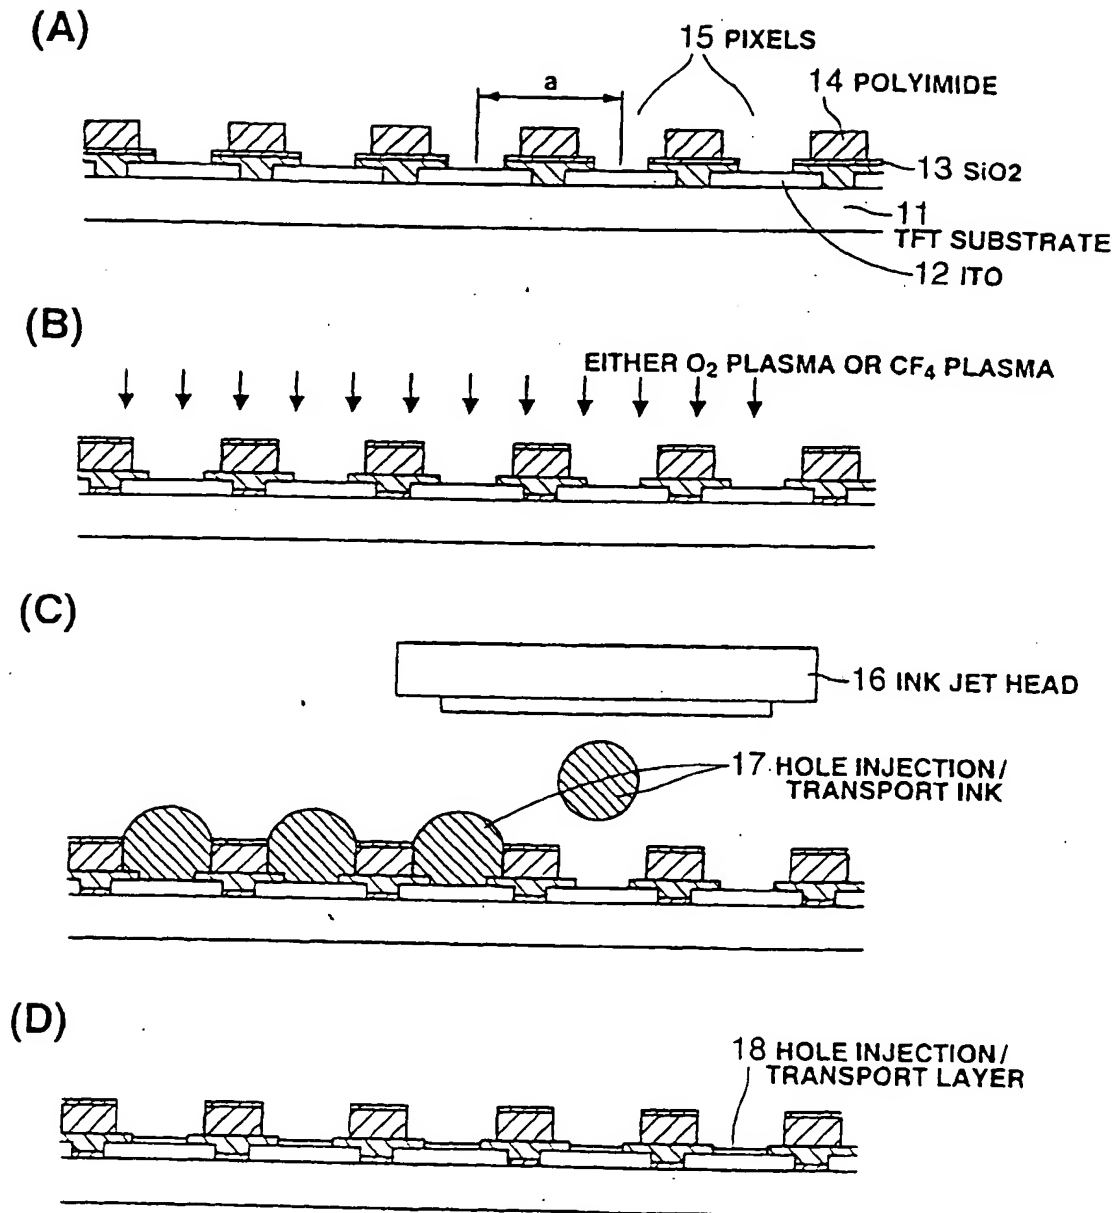 (A)
15 PIXELS
a
14 POLYIMIDE
13 SiO2
11
TFT SUBSTRATE
12 ITO
(B)
EITHER O2 PLASMA OR CF4 PLASMA
(C)
16 INK JET HEAD
17 HOLE INJECTION/
TRANSPORT INK
(D)
18 HOLE INJECTION/
TRANSPORT LAYER